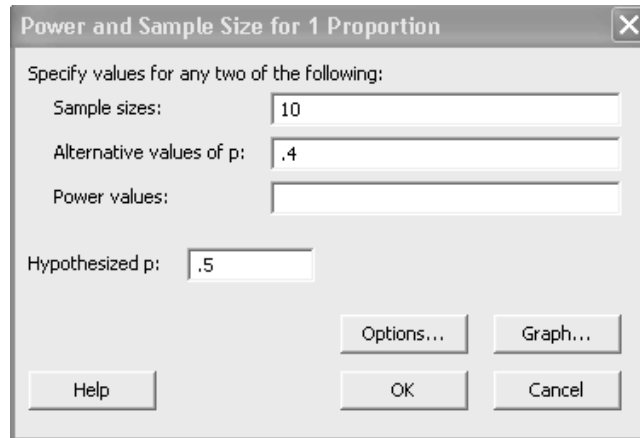 Power and Sample Size for 1 Proportion
Specify values for any two of the following:
Sample sizes: 10
Alternative values of p: .4
Power values:
Hypothesized p: .5
Options... Graph...
Help OK Cancel